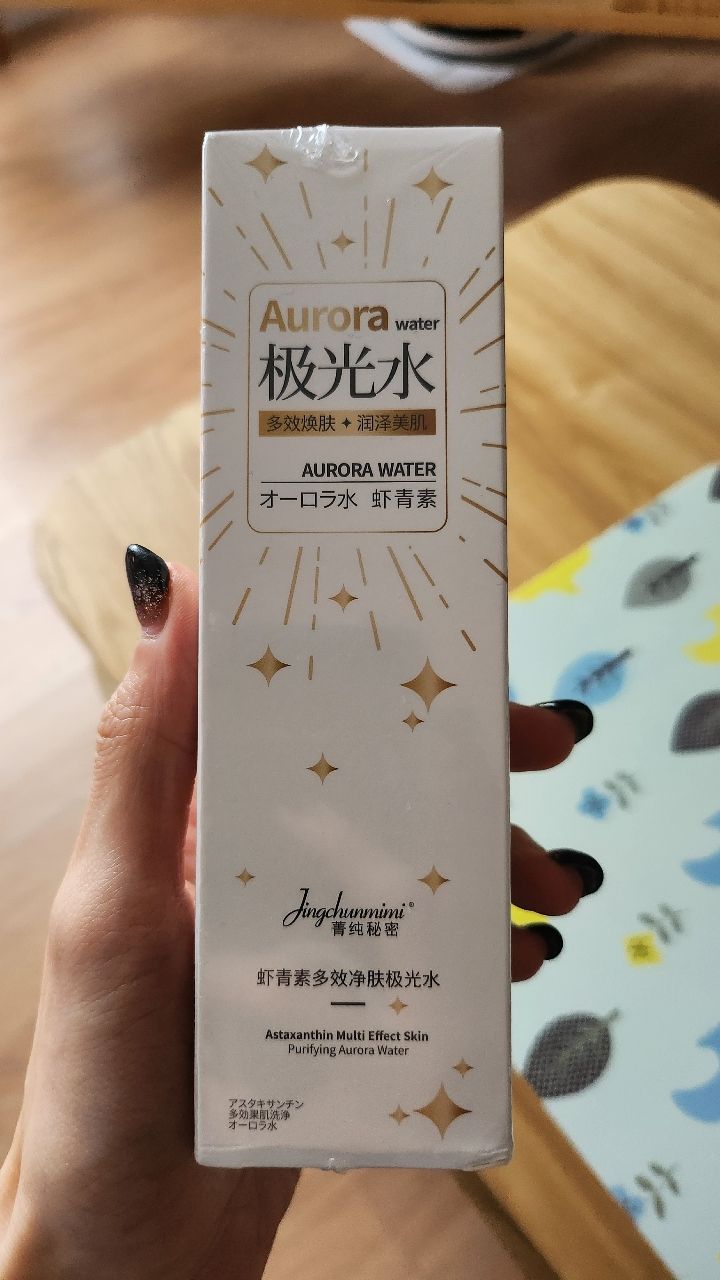 Aurora water
极光水
多效焕肤✦润泽美肌
AURORA WATER
オーロラ水 虾青素
Jingchunmimi®
菁纯秘密
虾青素多效净肤极光水
Astaxanthin Multi Effect Skin
Purifying Aurora Water
アスタキサンチン
多効果肌洗浄
オーロラ水